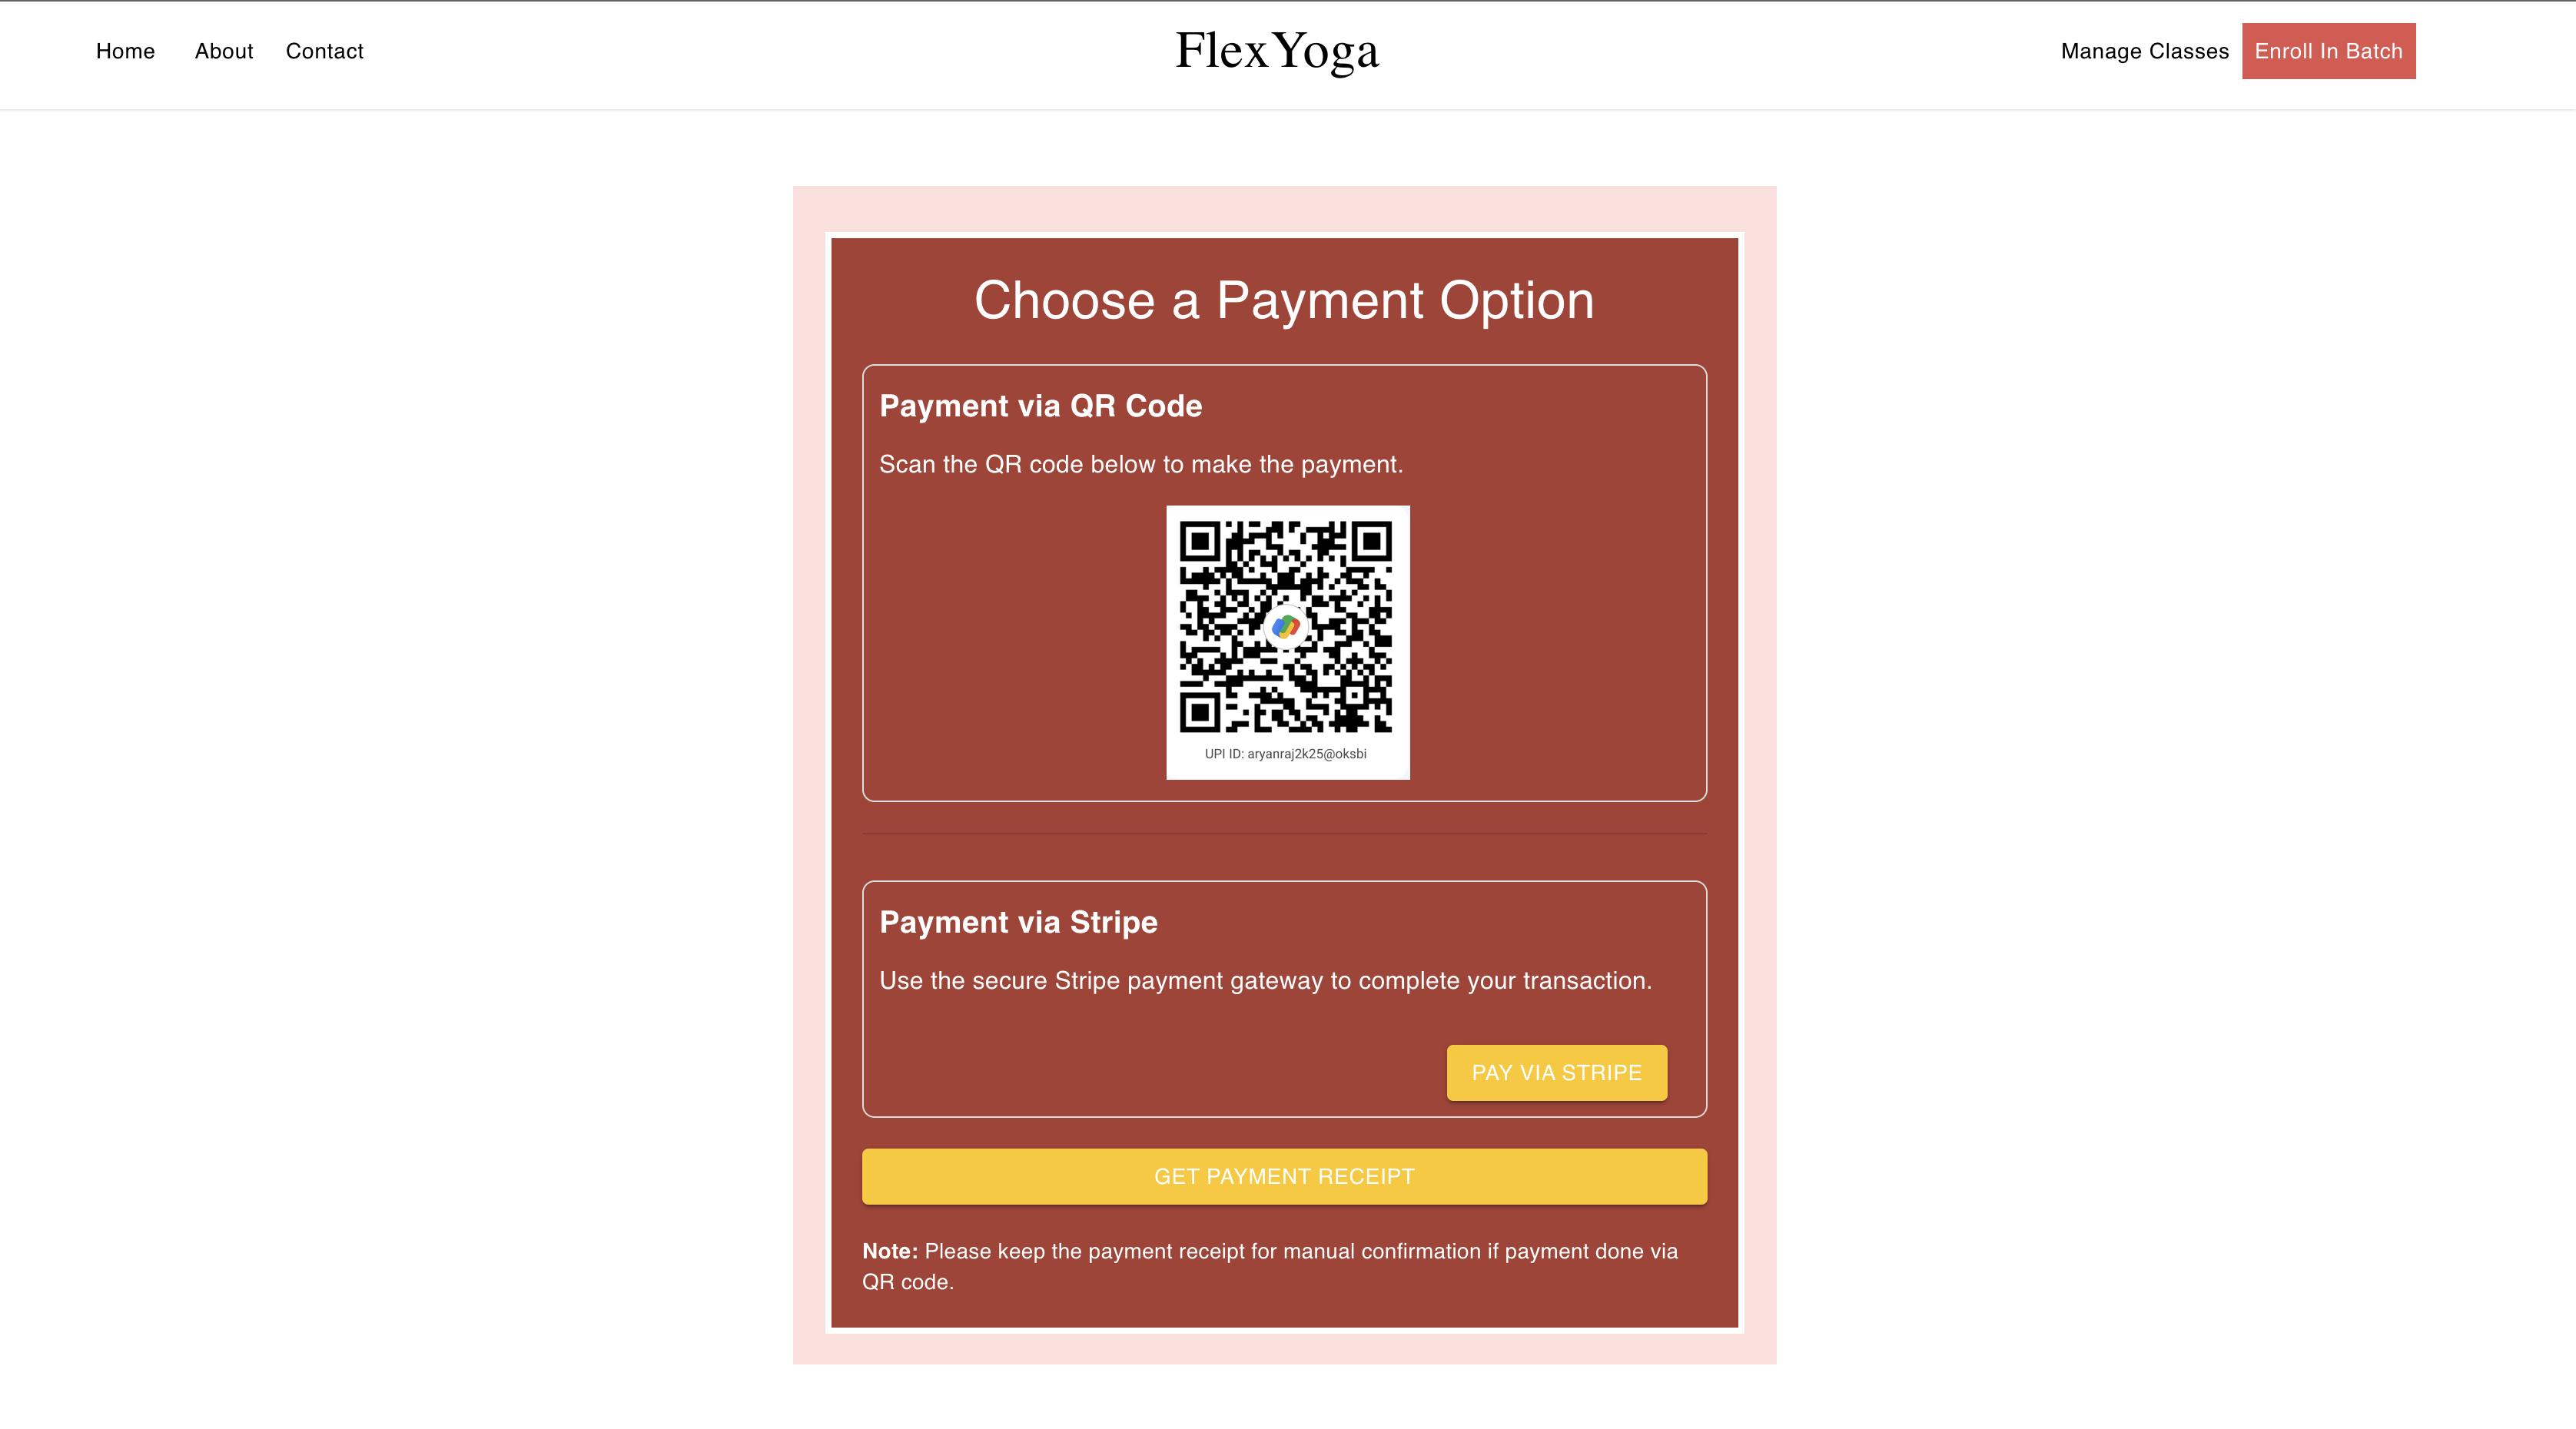 Home About Contact FlexYoga Manage Classes Enroll In Batch
Choose a Payment Option
Payment via QR Code
Scan the QR code below to make the payment.
UPI ID: aryanraj2k25@oksbi
Payment via Stripe
Use the secure Stripe payment gateway to complete your transaction.
PAY VIA STRIPE
GET PAYMENT RECEIPT
Note: Please keep the payment receipt for manual confirmation if payment done via
QR code.